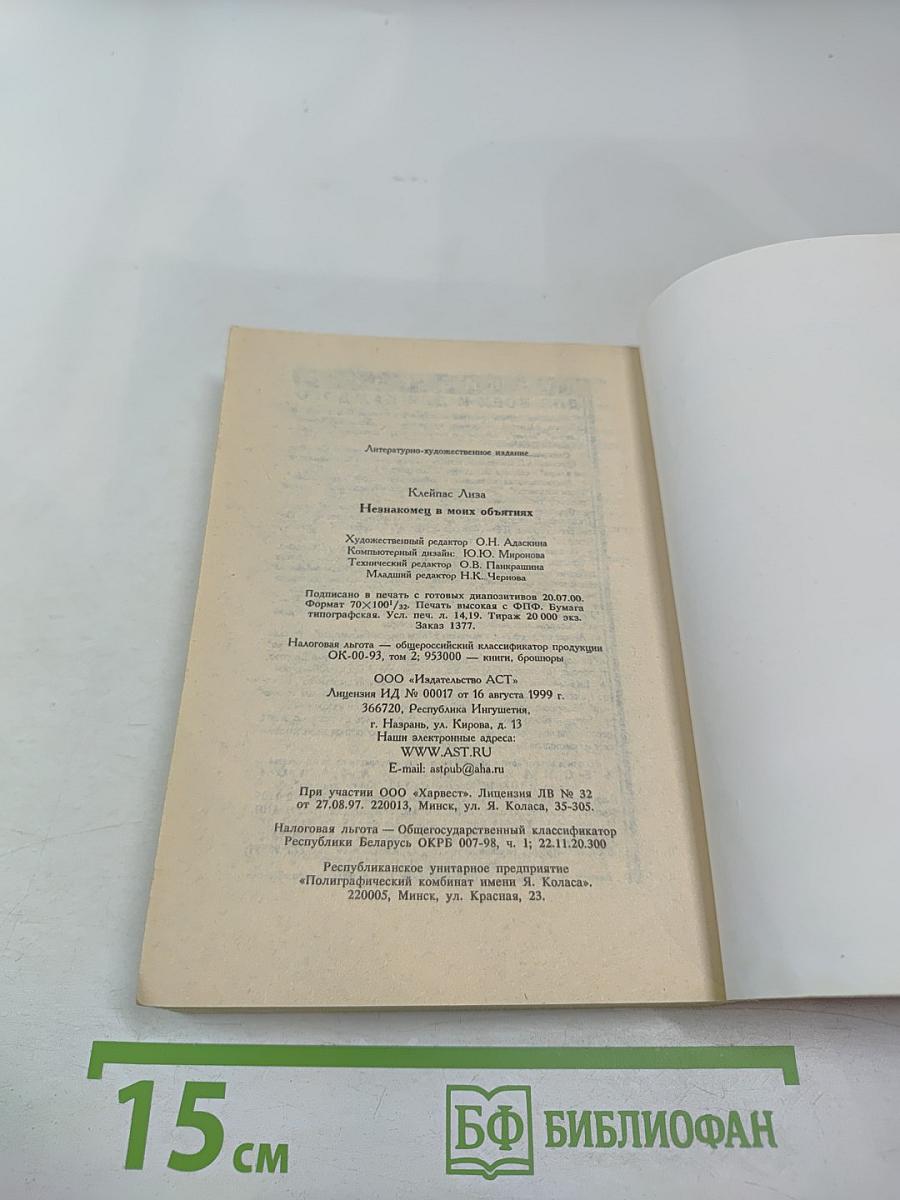 Литературно-художественное издание
Клейпас Лиза
Незнакомец в моих объятиях
Художественный редактор О.Н. Адаскина
Компьютерный дизайн: Ю.Ю. Миронова
Технический редактор О.В. Панкрашина
Младший редактор Н.К. Чернова
Подписано в печать с готовых диапозитивов 20.07.00.
Формат 70×100¹/₃₂. Печать высокая с ФПФ. Бумага
типографская. Усл. печ. л. 14,19. Тираж 20 000 экз.
Заказ 1377.
Налоговая льгота — общероссийский классификатор продукции
ОК-00-93, том 2; 953000 — книги, брошюры
ООО «Издательство АСТ»
Лицензия ИД № 00017 от 16 августа 1999 г.
366720, Республика Ингушетия,
г. Назрань, ул. Кирова, д. 13
Наши электронные адреса:
WWW.AST.RU
E-mail: astpub@aha.ru
При участии ООО «Харвест». Лицензия ЛВ № 32
от 27.08.97. 220013, Минск, ул. Я. Коласа, 35-305.
Налоговая льгота — Общегосударственный классификатор
Республики Беларусь ОКРБ 007-98, ч. 1; 22.11.20.300
Республиканское унитарное предприятие
«Полиграфический комбинат имени Я. Коласа».
220005, Минск, ул. Красная, 23.
15 см
БФ БИБЛИОФАН